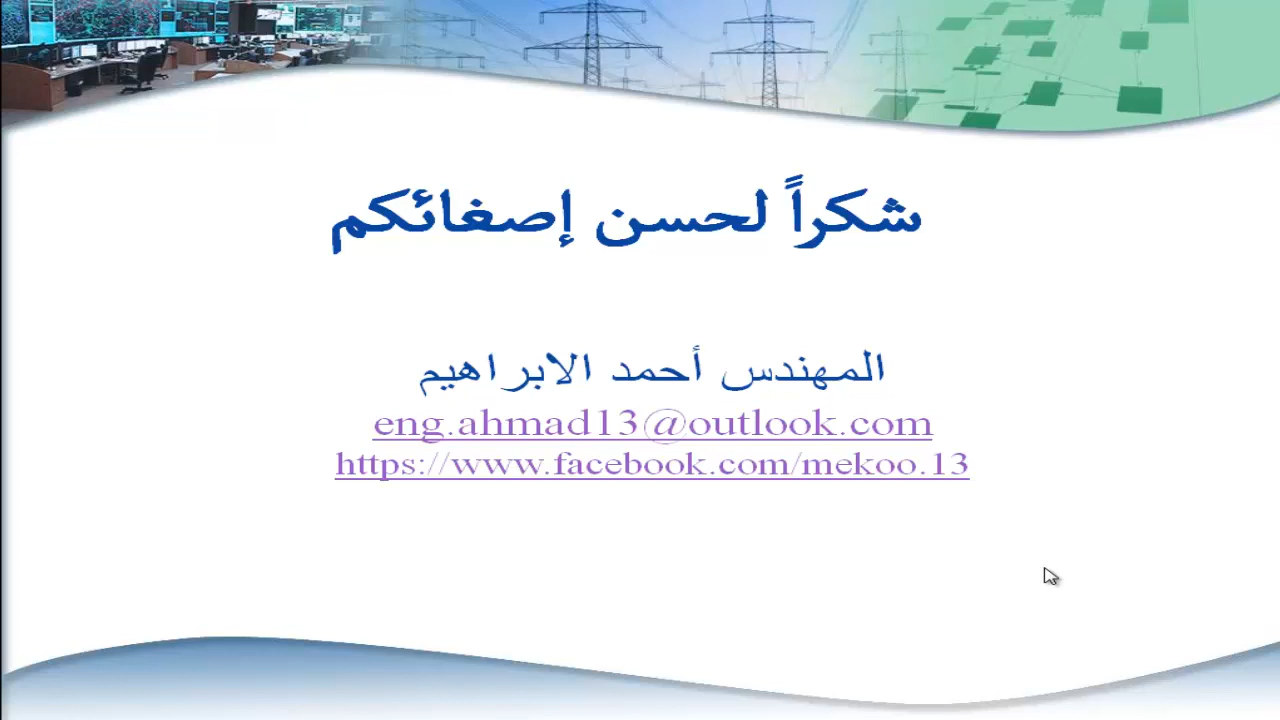 شكراً لحسن إصغائكم
المهندس أحمد الابراهيم
eng.ahmad13@outlook.com
https://www.facebook.com/mekoo.13